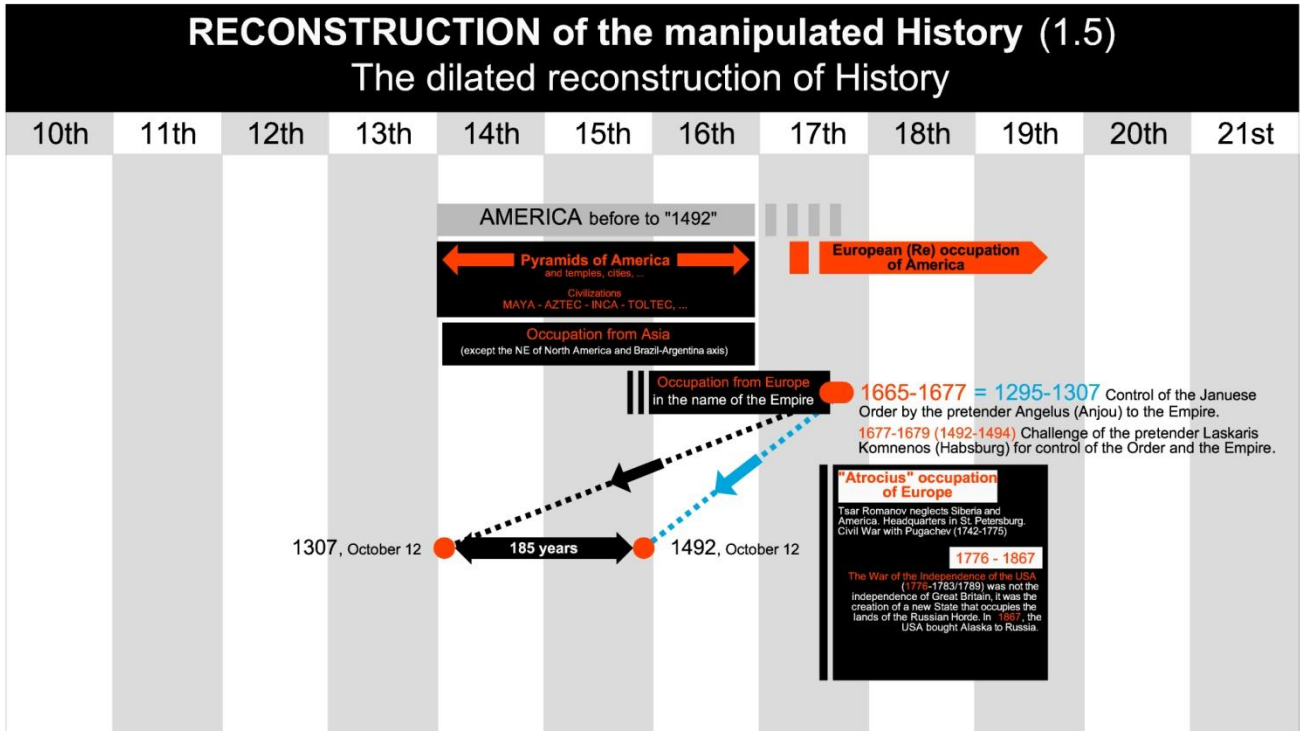 RECONSTRUCTION of the manipulated History (1.5)
The dilated reconstruction of History
10th 11th 12th 13th 14th 15th 16th 17th 18th 19th 20th 21st
AMERICA before to "1492"
Pyramids of America
and temples, cities, ...
Civilizations
MAYA - AZTEC - INCA - TOLTEC, ...
European (Re) occupation
of America
Occupation from Asia
(except the NE of North America and Brazil-Argentina axis)
Occupation from Europe
in the name of the Empire
1665-1677 = 1295-1307 Control of the Januese
Order by the pretender Angelus (Anjou) to the Empire.
1677-1679 (1492-1494) Challenge of the pretender Laskaris
Komnenos (Habsburg) for control of the Order and the Empire.
"Atrocius" occupation
of Europe
Tsar Romanov neglects Siberia and
America. Headquarters in St. Petersburg.
Civil War with Pugachev (1742-1775)
1307, October 12
185 years
1492, October 12
1776 - 1867
The War of the Independence of the USA
(1776-1783/1789) was not the
independence of Great Britain, it was the
creation of a new State that occupies the
lands of the Russian Horde. In 1867, the
USA bought Alaska to Russia.